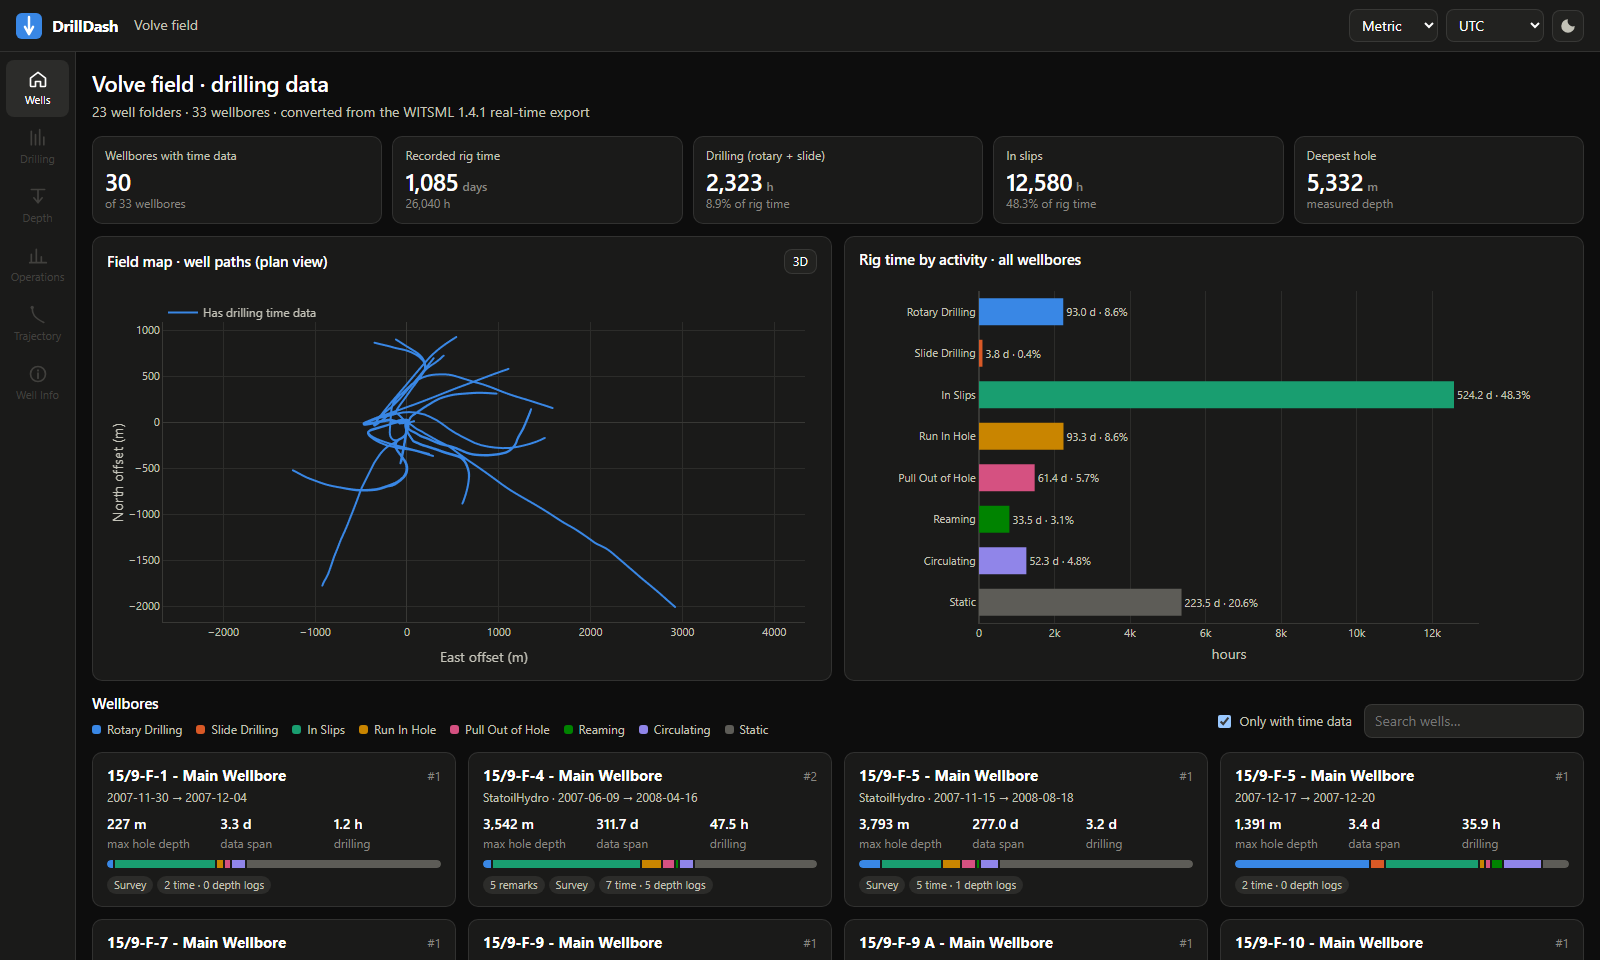 DrillDash Volve field Metric UTC
Wells
Drilling
Depth
Operations
Trajectory
Well Info
Volve field · drilling data
23 well folders · 33 wellbores · converted from the WITSML 1.4.1 real-time export
Wellbores with time data
30
of 33 wellbores
Recorded rig time
1,085 days
26,040 h
Drilling (rotary + slide)
2,323 h
8.9% of rig time
In slips
12,580 h
48.3% of rig time
Deepest hole
5,332 m
measured depth
Field map · well paths (plan view)
3D
Has drilling time data
North offset (m)
1000
500
0
−500
−1000
−1500
−2000
−2000 −1000 0 1000 2000 3000 4000
East offset (m)
Rig time by activity · all wellbores
Rotary Drilling 93.0 d · 8.6%
Slide Drilling 3.8 d · 0.4%
In Slips 524.2 d · 48.3%
Run In Hole 93.3 d · 8.6%
Pull Out of Hole 61.4 d · 5.7%
Reaming 33.5 d · 3.1%
Circulating 52.3 d · 4.8%
Static 223.5 d · 20.6%
0 2k 4k 6k 8k 10k 12k
hours
Wellbores
Rotary Drilling Slide Drilling In Slips Run In Hole Pull Out of Hole Reaming Circulating Static
Only with time data Search wells...
15/9-F-1 - Main Wellbore #1
2007-11-30 → 2007-12-04
227 m 3.3 d 1.2 h
max hole depth data span drilling
Survey 2 time · 0 depth logs
15/9-F-4 - Main Wellbore #2
StatoilHydro · 2007-06-09 → 2008-04-16
3,542 m 311.7 d 47.5 h
max hole depth data span drilling
5 remarks Survey 7 time · 5 depth logs
15/9-F-5 - Main Wellbore #1
StatoilHydro · 2007-11-15 → 2008-08-18
3,793 m 277.0 d 3.2 d
max hole depth data span drilling
Survey 5 time · 1 depth logs
15/9-F-5 - Main Wellbore #1
2007-12-17 → 2007-12-20
1,391 m 3.4 d 35.9 h
max hole depth data span drilling
2 time · 0 depth logs
15/9-F-7 - Main Wellbore #1
15/9-F-9 - Main Wellbore #1
15/9-F-9 A - Main Wellbore #1
15/9-F-10 - Main Wellbore #1